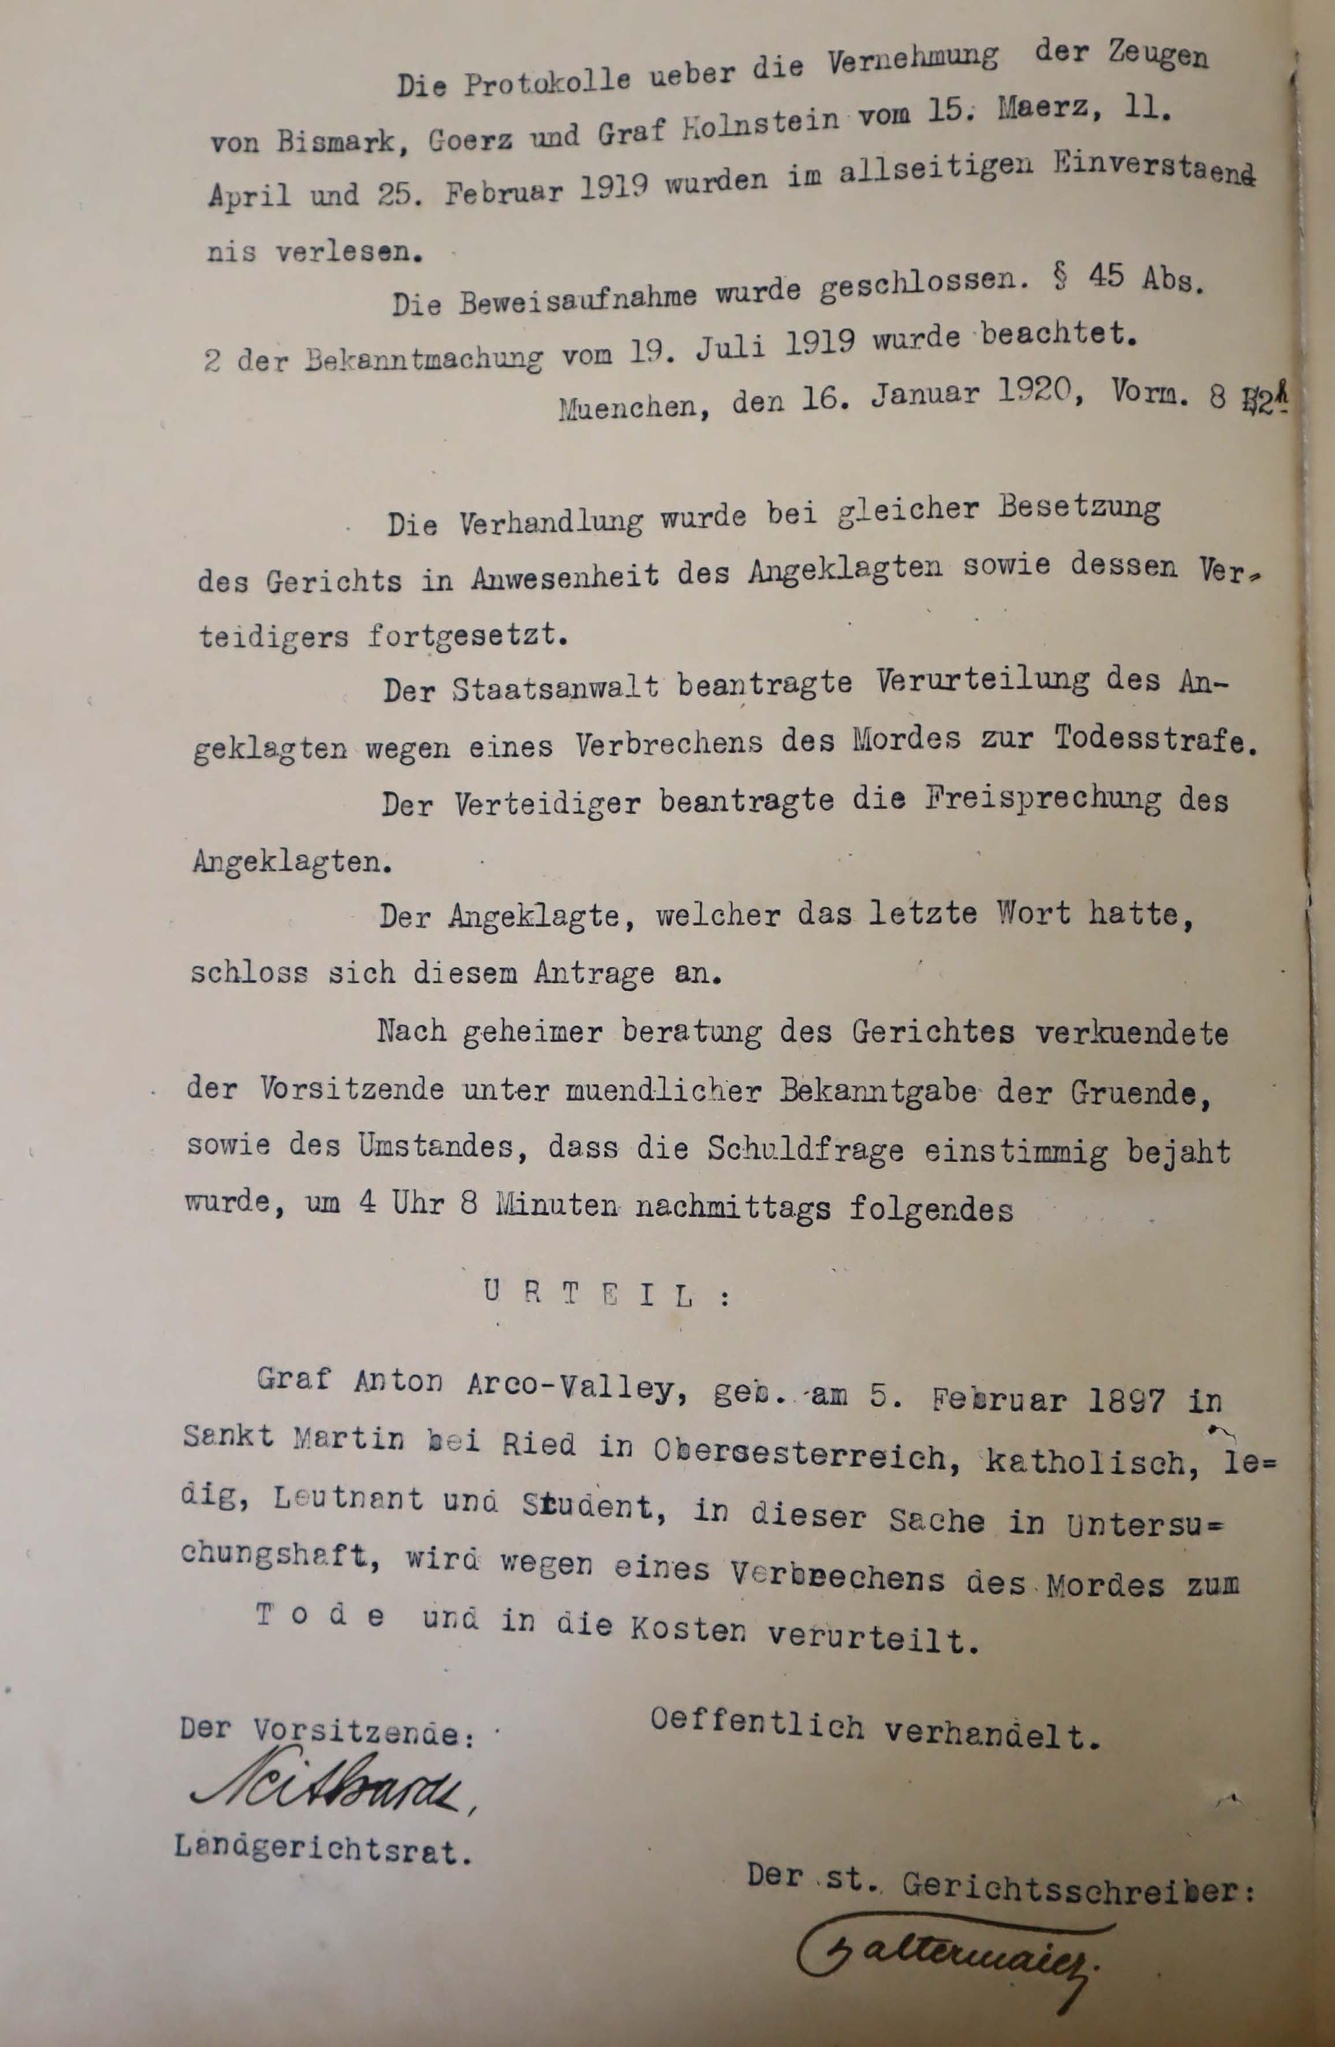 Die Protokolle ueber die Vernehmung der Zeugen
von Bismark, Goerz und Graf Holnstein vom 15. Maerz, 11.
April und 25. Februar 1919 wurden im allseitigen Einverstaend
nis verlesen.
Die Beweisaufnahme wurde geschlossen. § 45 Abs.
2 der Bekanntmachung vom 19. Juli 1919 wurde beachtet.
Muenchen, den 16. Januar 1920, Vorm. 8
Die Verhandlung wurde bei gleicher Besetzung
des Gerichts in Anwesenheit des Angeklagten sowie dessen Ver-
teidigers fortgesetzt.
Der Staatsanwalt beantragte Verurteilung des An-
geklagten wegen eines Verbrechens des Mordes zur Todesstrafe.
Der Verteidiger beantragte die Freisprechung des
Angeklagten.
Der Angeklagte, welcher das letzte Wort hatte,
schloss sich diesem Antrage an.
Nach geheimer beratung des Gerichtes verkuendete
der Vorsitzende unter muendlicher Bekanntgabe der Gruende,
sowie des Umstandes, dass die Schuldfrage einstimmig bejaht
wurde, um 4 Uhr 8 Minuten nachmittags folgendes
U R T E I L :
Graf Anton Arco-Valley, geb. am 5. Februar 1897 in
Sankt Martin bei Ried in Oberoesterreich, katholisch, le=
dig, Leutnant und Student, in dieser Sache in Untersu=
chungshaft, wird wegen eines Verbrechens des Mordes zum
T o d e und in die Kosten verurteilt.
Der Vorsitzende: Oeffentlich verhandelt.
Neithardt,
Landgerichtsrat.
Der st. Gerichtsschreiber: